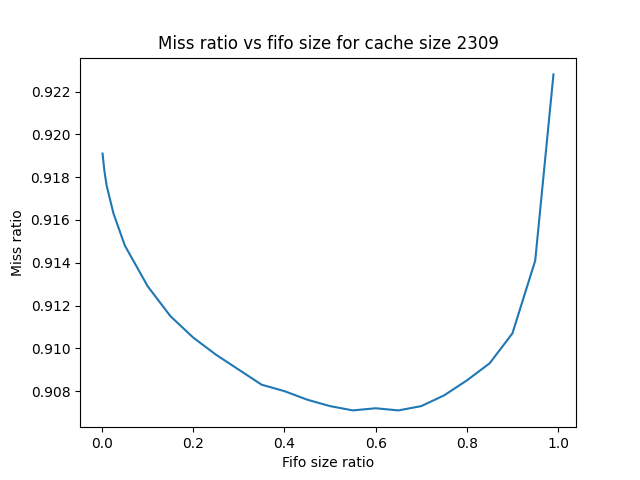 Miss ratio vs fifo size for cache size 2309
0.922
0.920
0.918
0.916
0.914
0.912
0.910
0.908
Miss ratio
0.0 0.2 0.4 0.6 0.8 1.0
Fifo size ratio